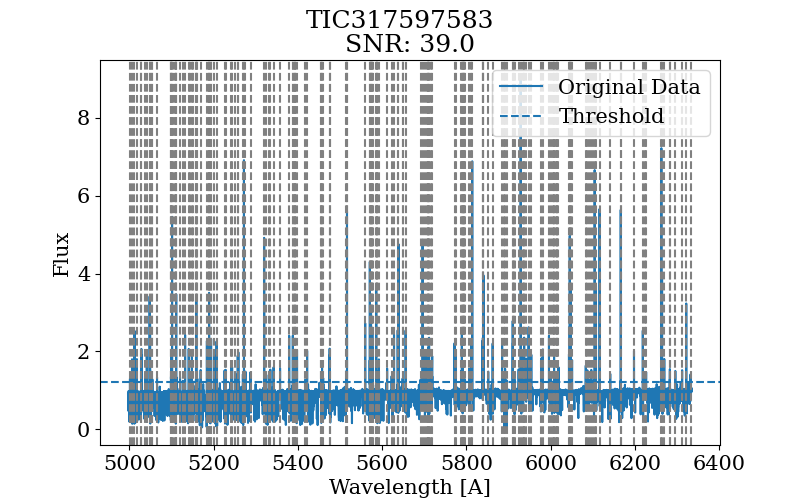 TIC317597583
SNR: 39.0
Original Data
Threshold
Flux
8
6
4
2
0
5000 5200 5400 5600 5800 6000 6200 6400
Wavelength [A]